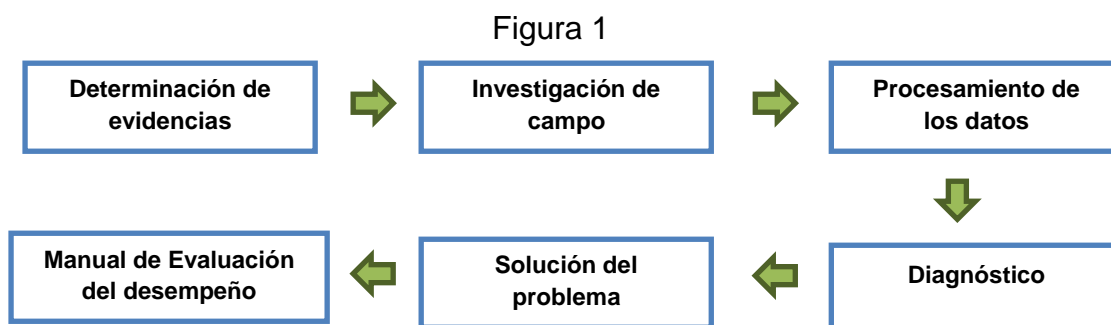 Figura 1
Determinación de
evidencias
Investigación de
campo
Procesamiento de
los datos
Diagnóstico
Solución del
problema
Manual de Evaluación
del desempeño